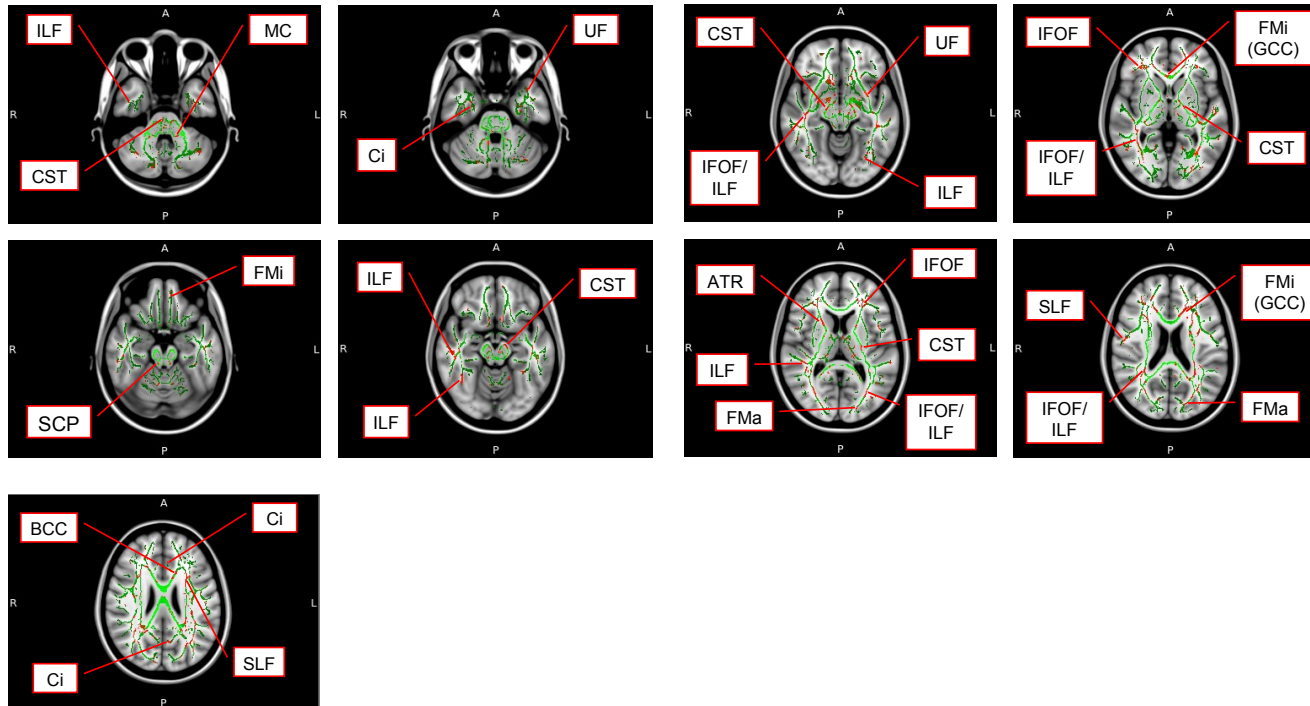 A
ILF
MC
R
CST
P
A
UF
L
Ci
P
A
CST
UF
R
IFOF/
ILF
ILF
P
A
IFOF
FMi
(GCC)
L
IFOF/
ILF
CST
P
A
FMi
R
SCP
P
A
ILF
CST
L
ILF
P
A
ATR
IFOF
R
CST
ILF
FMa
IFOF/
ILF
P
A
FMi
(GCC)
SLF
L
IFOF/
ILF
FMa
P
A
BCC
Ci
R
L
Ci
SLF
P